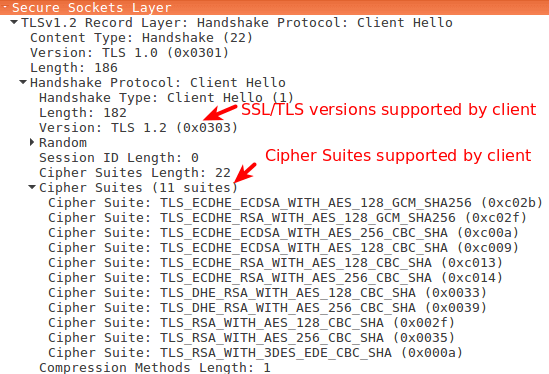 Secure Sockets Layer
TLSv1.2 Record Layer: Handshake Protocol: Client Hello
Content Type: Handshake (22)
Version: TLS 1.0 (0x0301)
Length: 186
Handshake Protocol: Client Hello
Handshake Type: Client Hello (1)
Length: 182
SSL/TLS versions supported by client
Version: TLS 1.2 (0x0303)
Random
Session ID Length: 0
Cipher Suites supported by client
Cipher Suites Length: 22
Cipher Suites (11 suites)
Cipher Suite: TLS_ECDHE_ECDSA_WITH_AES_128_GCM_SHA256 (0xc02b)
Cipher Suite: TLS_ECDHE_RSA_WITH_AES_128_GCM_SHA256 (0xc02f)
Cipher Suite: TLS_ECDHE_ECDSA_WITH_AES_256_CBC_SHA (0xc00a)
Cipher Suite: TLS_ECDHE_ECDSA_WITH_AES_128_CBC_SHA (0xc009)
Cipher Suite: TLS_ECDHE_RSA_WITH_AES_128_CBC_SHA (0xc013)
Cipher Suite: TLS_ECDHE_RSA_WITH_AES_256_CBC_SHA (0xc014)
Cipher Suite: TLS_DHE_RSA_WITH_AES_128_CBC_SHA (0x0033)
Cipher Suite: TLS_DHE_RSA_WITH_AES_256_CBC_SHA (0x0039)
Cipher Suite: TLS_RSA_WITH_AES_128_CBC_SHA (0x002f)
Cipher Suite: TLS_RSA_WITH_AES_256_CBC_SHA (0x0035)
Cipher Suite: TLS_RSA_WITH_3DES_EDE_CBC_SHA (0x000a)
Compression Methods Length: 1